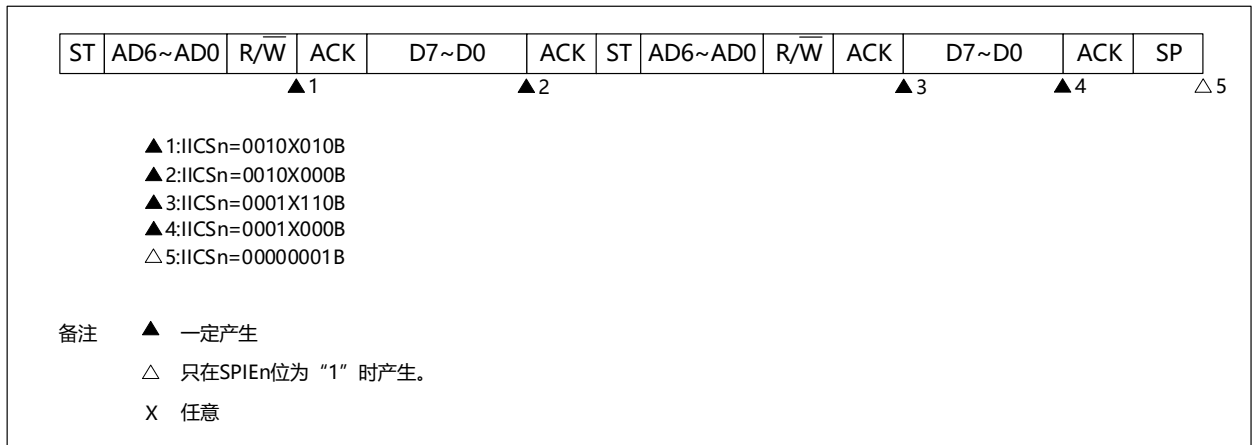 ST AD6~AD0 R/W̅ ACK D7~D0 ACK ST AD6~AD0 R/W̅ ACK D7~D0 ACK SP
▲1 ▲2 ▲3 ▲4 △5
▲1:IICSn=0010X010B
▲2:IICSn=0010X000B
▲3:IICSn=0001X110B
▲4:IICSn=0001X000B
△5:IICSn=00000001B
备注 ▲ 一定产生
△ 只在SPIEn位为“1”时产生。
X 任意